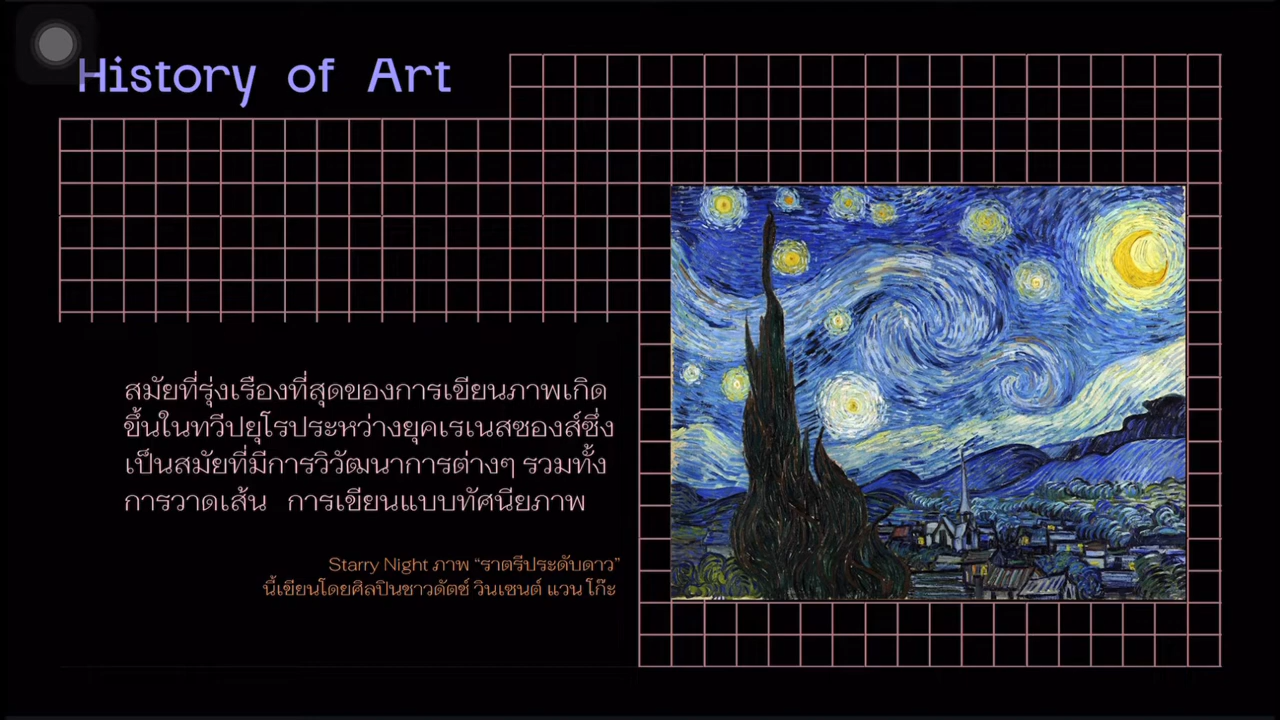 History of Art
สมัยที่รุ่งเรืองที่สุดของการเขียนภาพเกิด
ขึ้นในทวีปยุโรประหว่างยุคเรเนสซองส์ซึ่ง
เป็นสมัยที่มีการวิวัฒนาการต่างๆ รวมทั้ง
การวาดเส้น การเขียนแบบทัศนียภาพ
Starry Night ภาพ “ราตรีประดับดาว”
นี้เขียนโดยศิลปินชาวดัตช์ วินเซนต์ แวน โก๊ะ